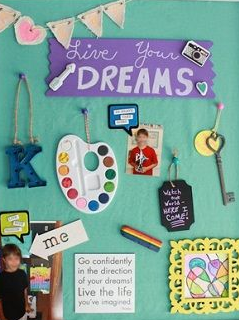 Live Your
DREAMS
K
Watch
out
World-
HERE I
COME!
me
Go confidently
in the direction
of your dreams!
Live the life
you've imagined.